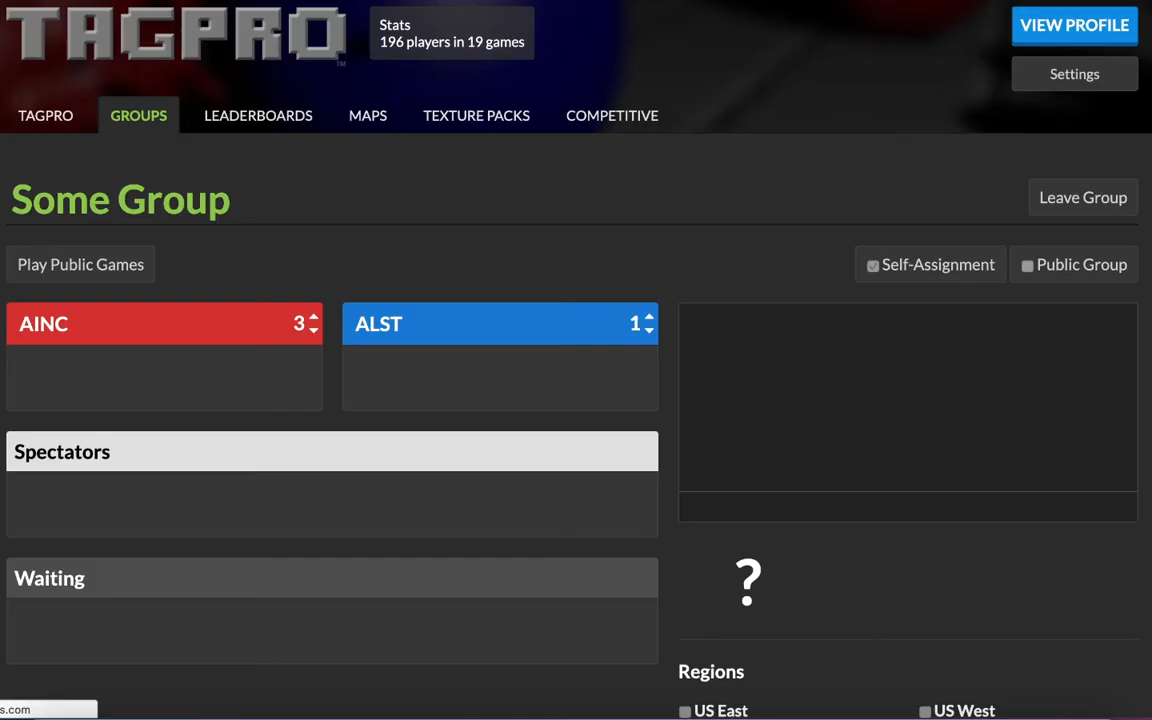 TAGPRO™
Stats
196 players in 19 games
VIEW PROFILE
Settings
TAGPRO GROUPS LEADERBOARDS MAPS TEXTURE PACKS COMPETITIVE
Some Group
Leave Group
Play Public Games
Self-Assignment
Public Group
AINC 3
ALST 1
Spectators
Waiting
?
Regions
US East
US West
s.com